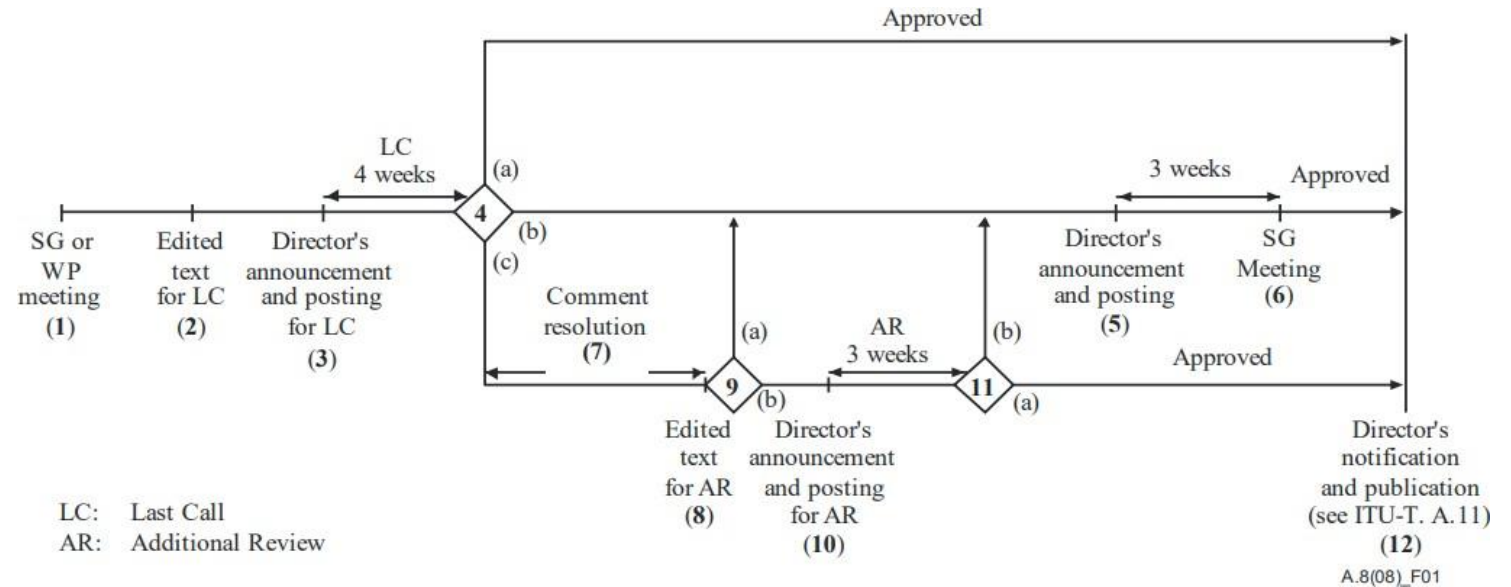 Approved
LC
4 weeks
(a)
3 weeks
Approved
4
(b)
(c)
SG or
WP
meeting
(1)
Edited
text
for LC
(2)
Director's
announcement
and posting
for LC
(3)
Director's
announcement
and posting
(5)
SG
Meeting
(6)
Comment
resolution
(7)
(a)
AR
3 weeks
(b)
Approved
9
(b)
11
(a)
Edited
text
for AR
(8)
Director's
announcement
and posting
for AR
(10)
Director's
notification
and publication
(see ITU-T. A.11)
(12)
LC: Last Call
AR: Additional Review
A.8(08)_F01